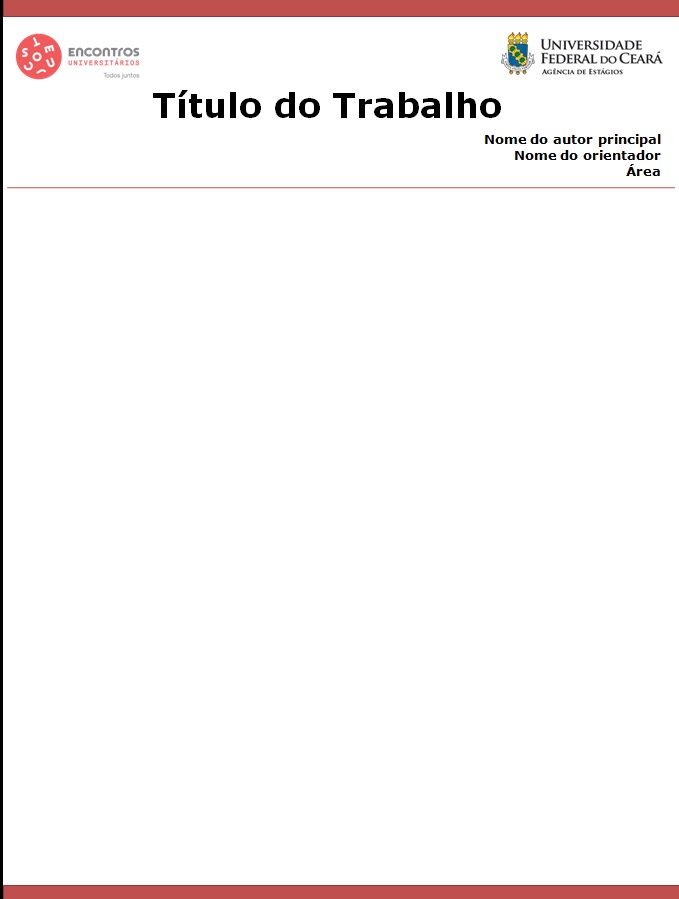 ENCONTROS
UNIVERSITÁRIOS
Todos juntos
UNIVERSIDADE
FEDERAL DO CEARÁ
AGÊNCIA DE ESTÁGIOS
Título do Trabalho
Nome do autor principal
Nome do orientador
Área